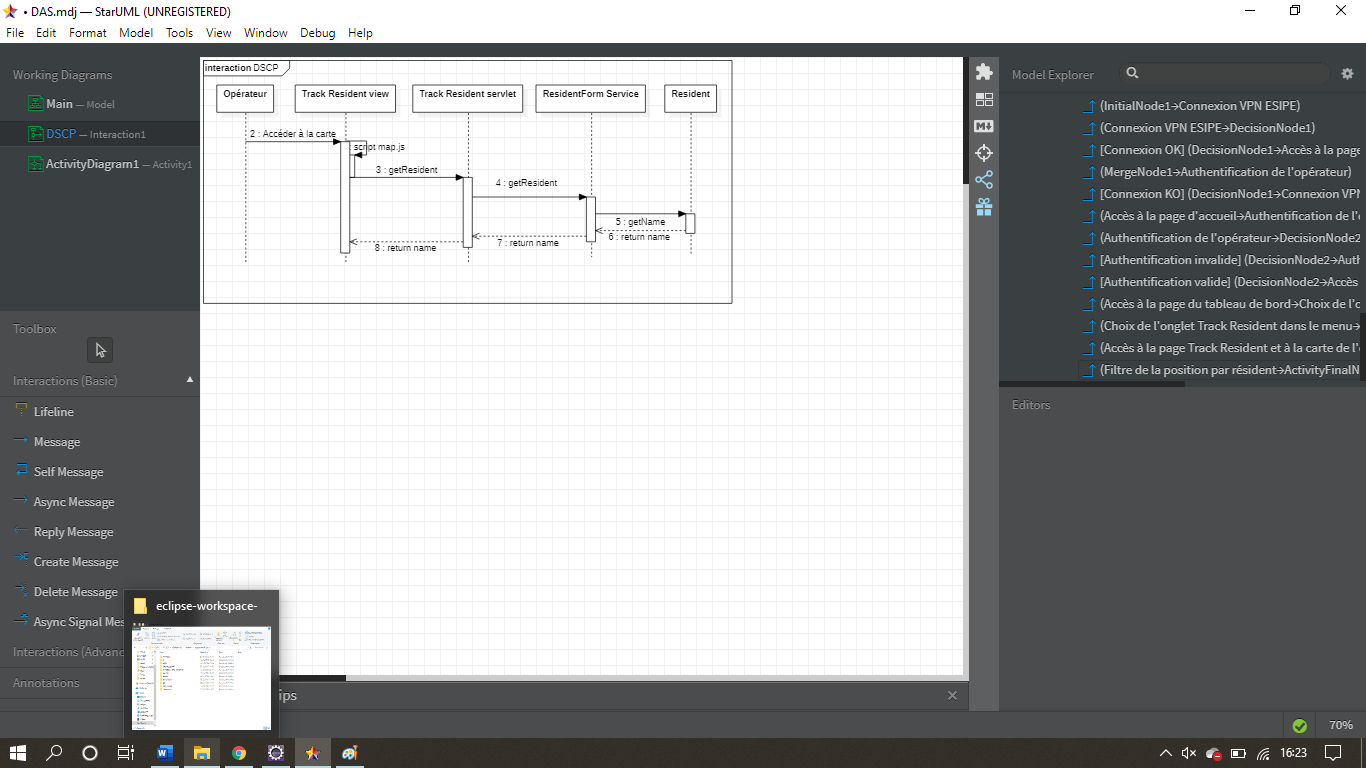 • DAS.mdj — StarUML (UNREGISTERED)
File Edit Format Model Tools View Window Debug Help
Working Diagrams
Main — Model
DSCP — Interaction1
ActivityDiagram1 — Activity1
Toolbox
Interactions (Basic)
Lifeline
Message
Self Message
Async Message
Reply Message
Create Message
Delete Message
Async Signal Mes
Interactions (Advanc
Annotations
eclipse-workspace-
interaction DSCP
Opérateur
Track Resident view
Track Resident servlet
ResidentForm Service
Resident
2 : Accéder à la carte
script map.js
3 : getResident
4 : getResident
5 : getName
6 : return name
7 : return name
8 : return name
ips
M
Model Explorer
(InitialNode1→Connexion VPN ESIPE)
(Connexion VPN ESIPE→DecisionNode1)
[Connexion OK] (DecisionNode1→Accès à la page
(MergeNode1→Authentification de l'opérateur)
[Connexion KO] (DecisionNode1→Connexion VPN
(Accès à la page d'accueil→Authentification de l'
(Authentification de l'opérateur→DecisionNode2
[Authentification invalide] (DecisionNode2→Auth
[Authentification valide] (DecisionNode2→Accès
(Accès à la page du tableau de bord→Choix de l'o
(Choix de l'onglet Track Resident dans le menu→
(Accès à la page Track Resident et à la carte de l'
(Filtre de la position par résident→ActivityFinalN
Editors
70%
16:23